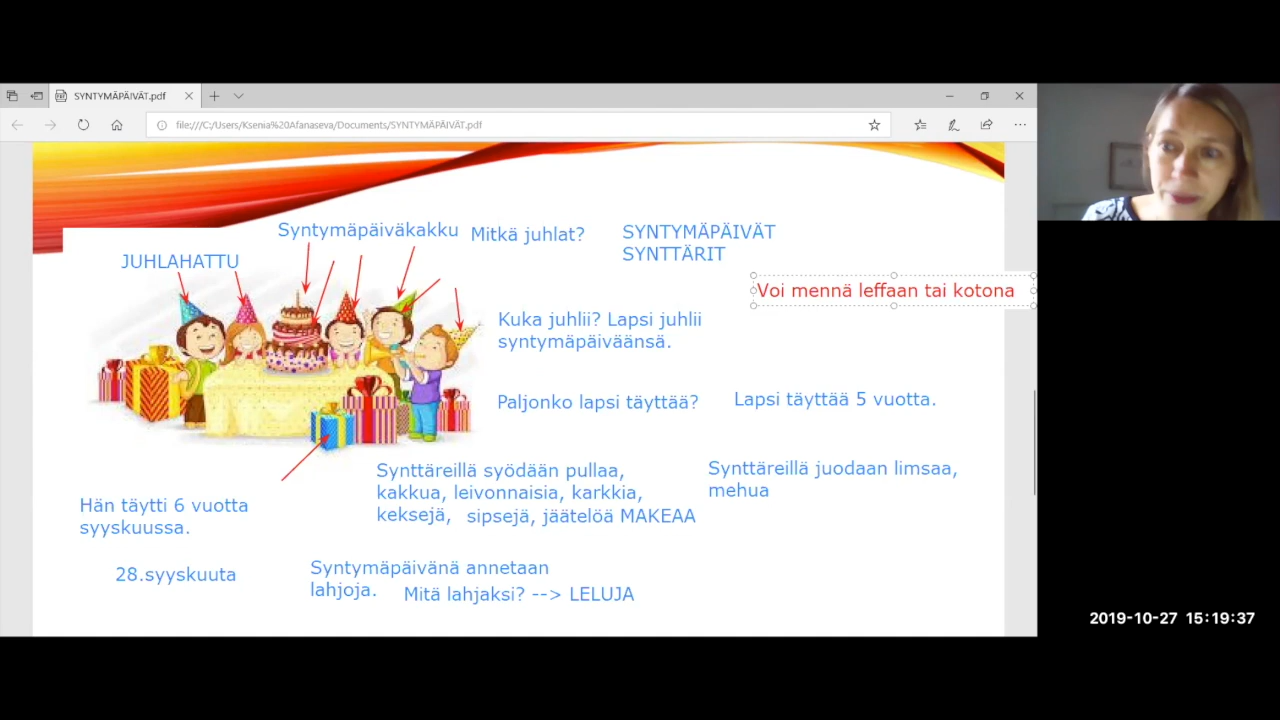 SYNTYMÄPÄIVÄT.pdf
file:///C:/Users/Ksenia%20Afanaseva/Documents/SYNTYMÄPÄIVÄT.pdf
Syntymäpäiväkakku
Mitkä juhlat?
SYNTYMÄPÄIVÄT
SYNTTÄRIT
JUHLAHATTU
Voi mennä leffaan tai kotona
Kuka juhlii? Lapsi juhlii
syntymäpäiväänsä.
Paljonko lapsi täyttää?
Lapsi täyttää 5 vuotta.
Synttäreillä syödään pullaa,
kakkua, leivonnaisia, karkkia,
keksejä, sipsejä, jäätelöä MAKEAA
Synttäreillä juodaan limsaa,
mehua
Hän täytti 6 vuotta
syyskuussa.
28.syyskuuta
Syntymäpäivänä annetaan
lahjoja.
Mitä lahjaksi? --> LELUJA
2019-10-27 15:19:37